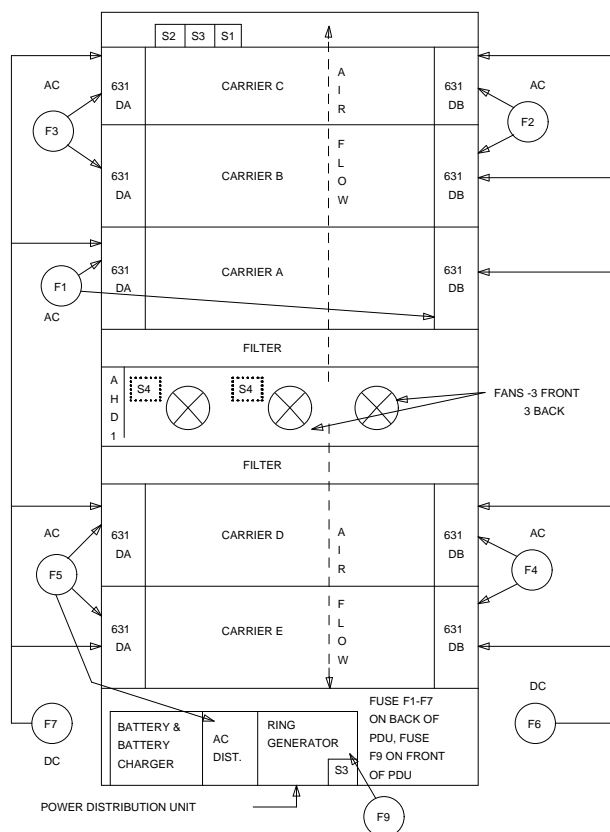 S2 S3 S1
AC
631
DA
CARRIER C
A
I
R
631
DB
AC
F3
F2
631
DA
CARRIER B
F
L
O
W
631
DB
631
DA
CARRIER A
631
DB
F1
AC
FILTER
A
H
D
1
S4
S4
FANS -3 FRONT
3 BACK
FILTER
AC
631
DA
CARRIER D
A
I
R
631
DB
AC
F5
F4
631
DA
CARRIER E
F
L
O
W
631
DB
F7
DC
BATTERY &
BATTERY
CHARGER
AC
DIST.
RING
GENERATOR
S3
FUSE F1-F7
ON BACK OF
PDU, FUSE
F9 ON FRONT
OF PDU
DC
F6
POWER DISTRIBUTION UNIT
F9